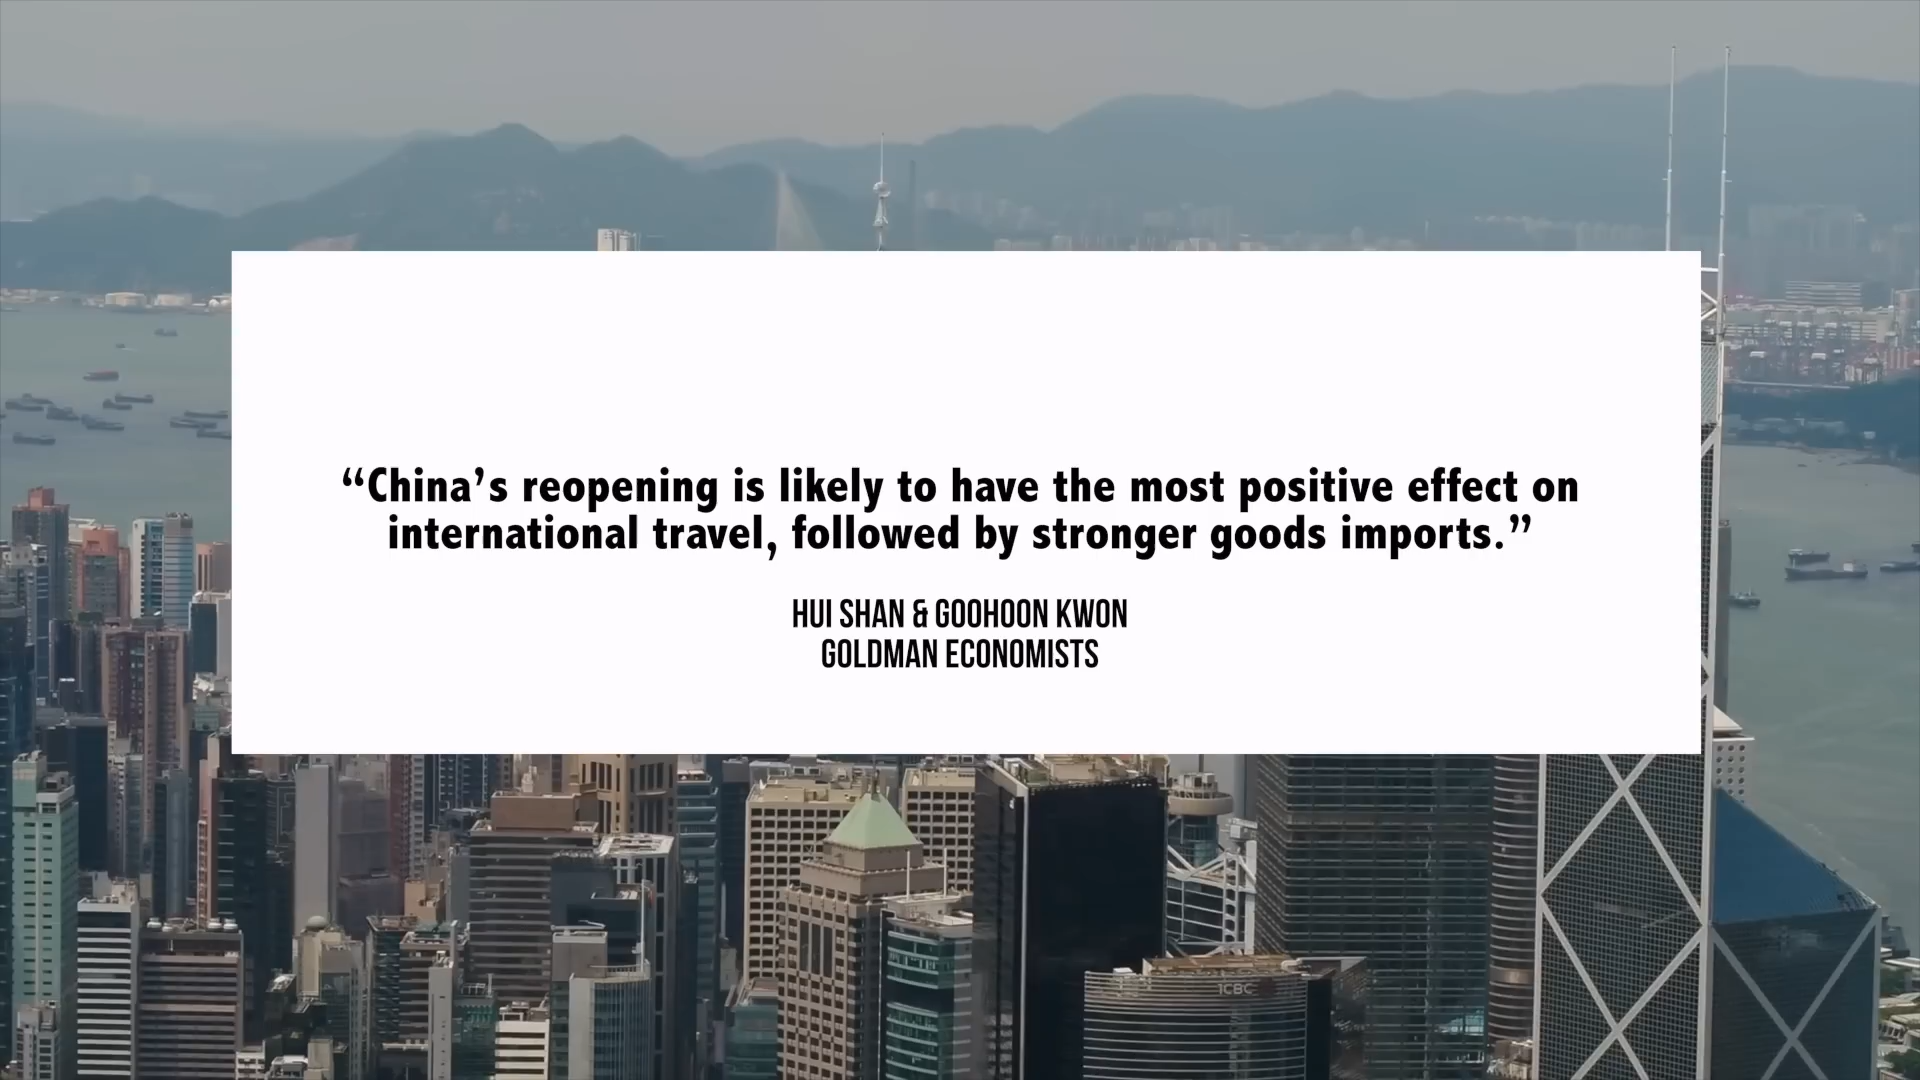 “China’s reopening is likely to have the most positive effect on
international travel, followed by stronger goods imports.”
HUI SHAN & GOOHOON KWON
GOLDMAN ECONOMISTS
ICBC